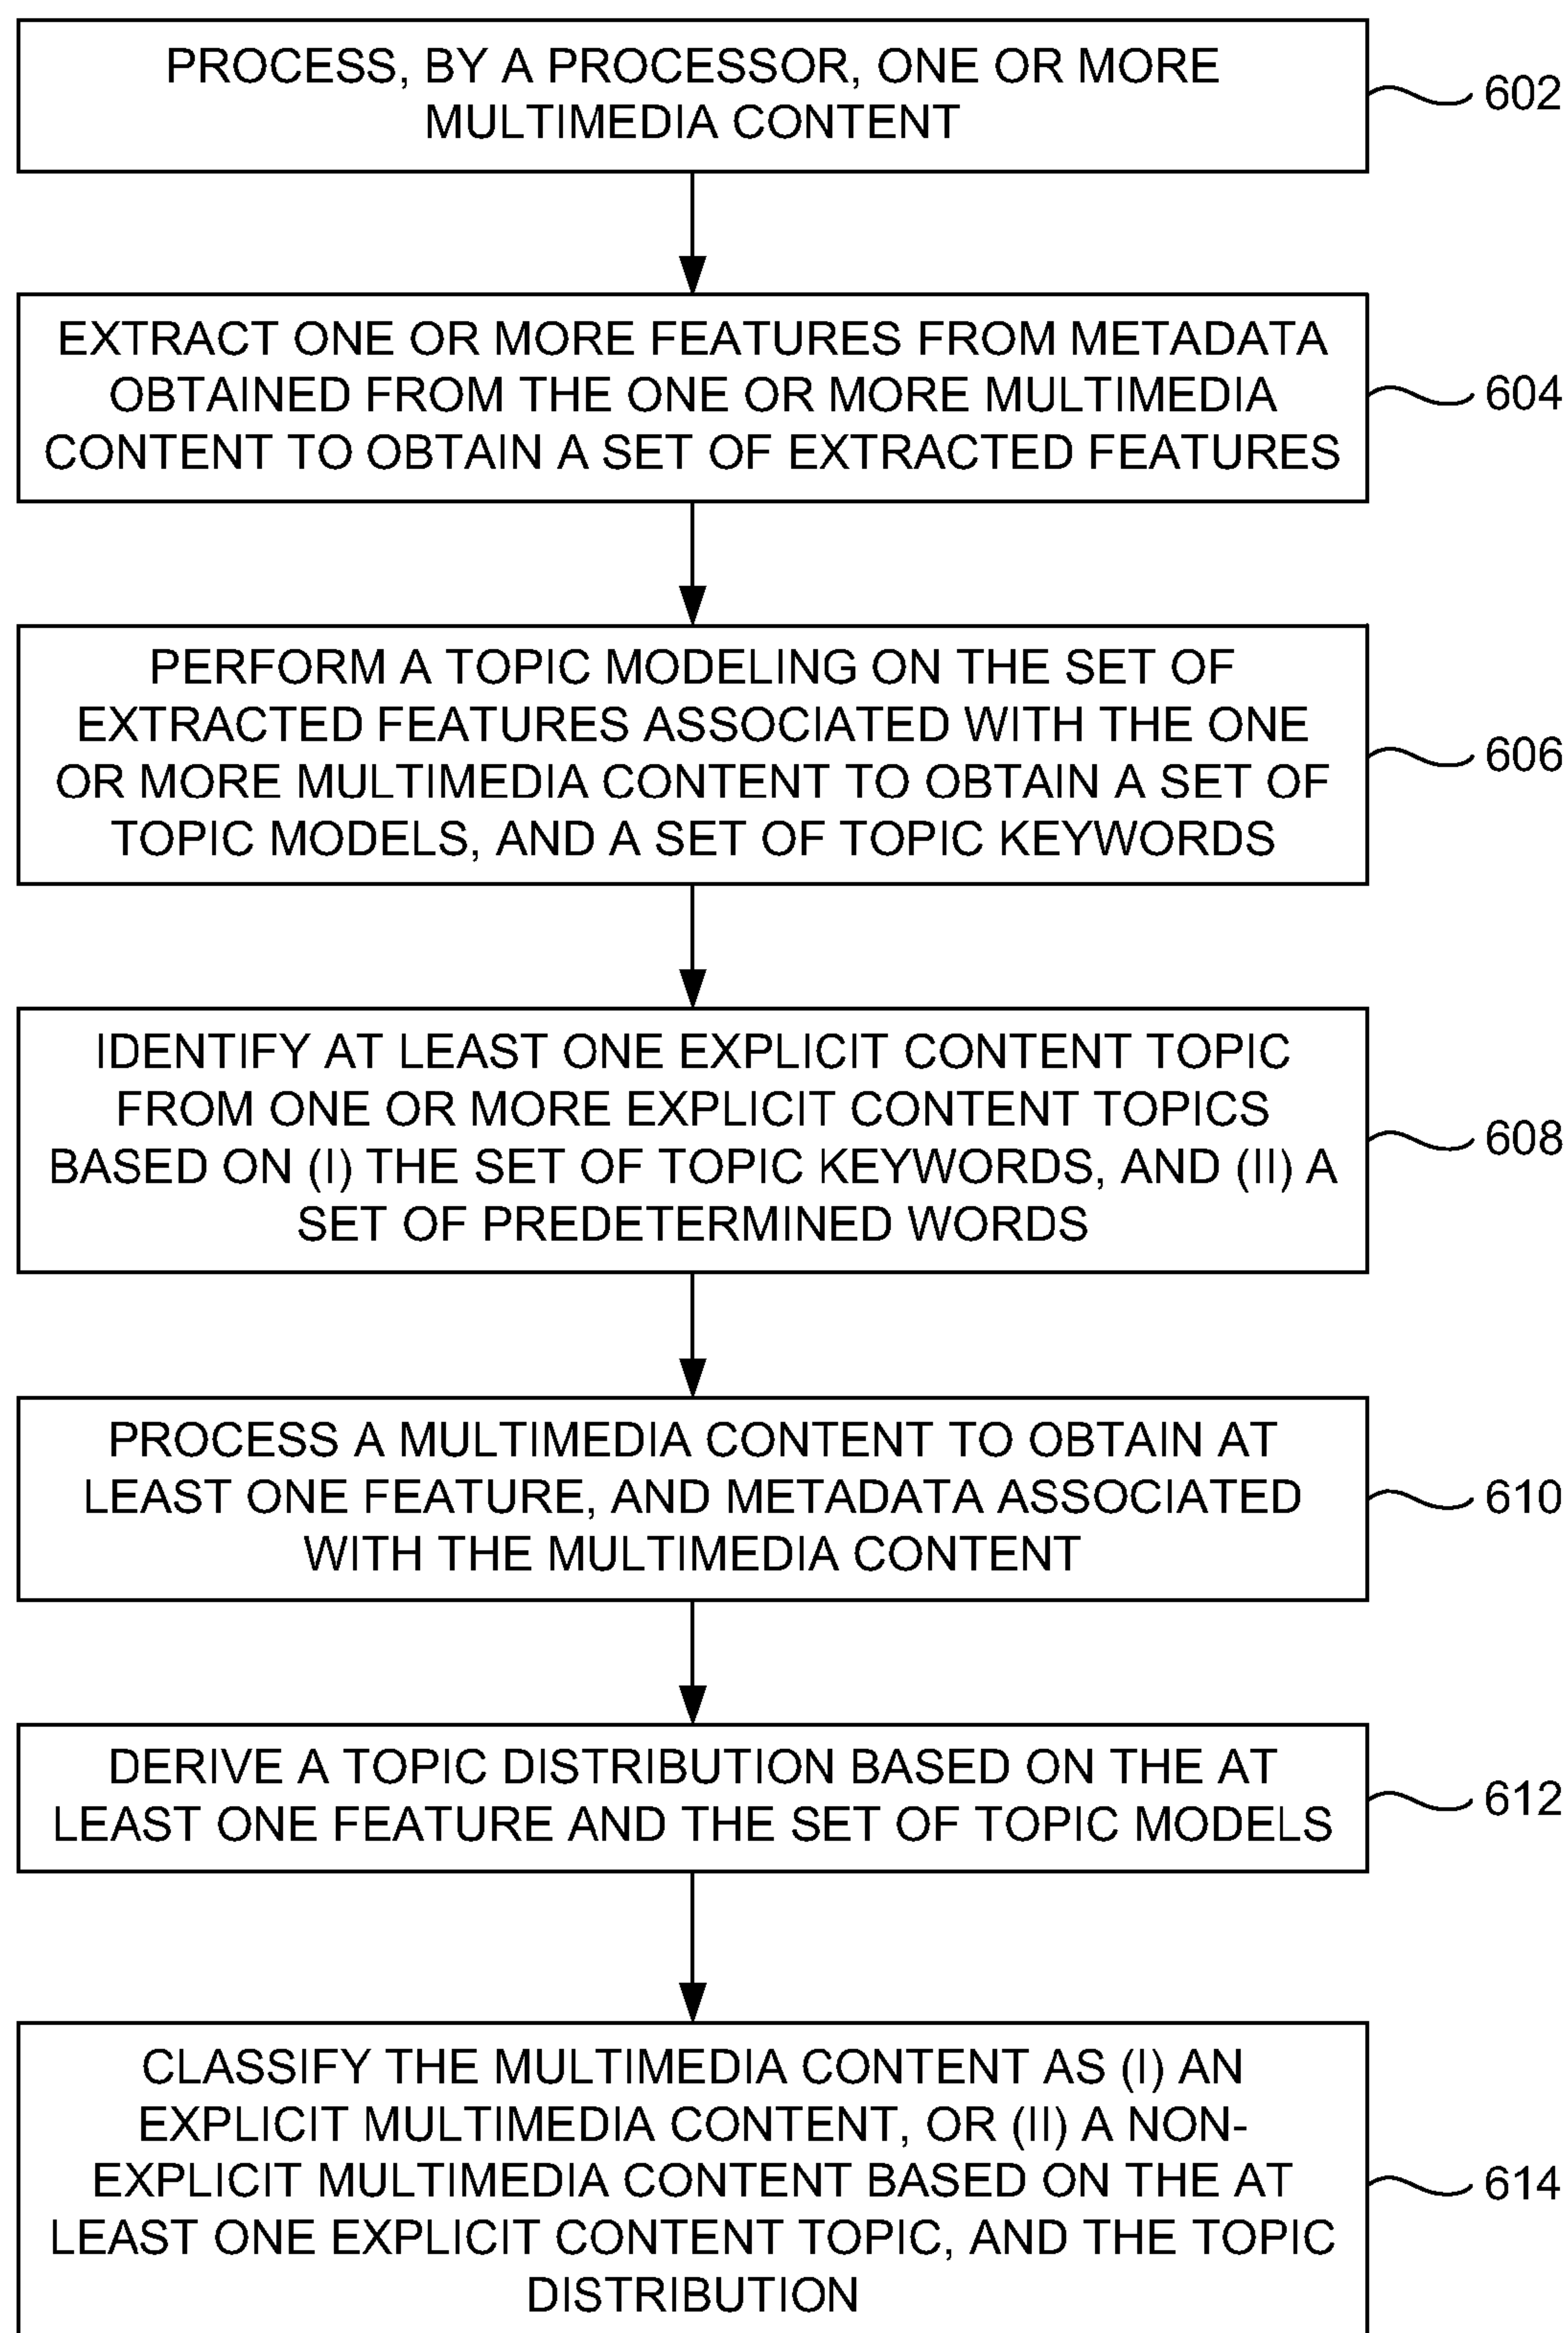 PROCESS, BY A PROCESSOR, ONE OR MORE
MULTIMEDIA CONTENT
602
EXTRACT ONE OR MORE FEATURES FROM METADATA
OBTAINED FROM THE ONE OR MORE MULTIMEDIA
CONTENT TO OBTAIN A SET OF EXTRACTED FEATURES
604
PERFORM A TOPIC MODELING ON THE SET OF
EXTRACTED FEATURES ASSOCIATED WITH THE ONE
OR MORE MULTIMEDIA CONTENT TO OBTAIN A SET OF
TOPIC MODELS, AND A SET OF TOPIC KEYWORDS
606
IDENTIFY AT LEAST ONE EXPLICIT CONTENT TOPIC
FROM ONE OR MORE EXPLICIT CONTENT TOPICS
BASED ON (I) THE SET OF TOPIC KEYWORDS, AND (II) A
SET OF PREDETERMINED WORDS
608
PROCESS A MULTIMEDIA CONTENT TO OBTAIN AT
LEAST ONE FEATURE, AND METADATA ASSOCIATED
WITH THE MULTIMEDIA CONTENT
610
DERIVE A TOPIC DISTRIBUTION BASED ON THE AT
LEAST ONE FEATURE AND THE SET OF TOPIC MODELS
612
CLASSIFY THE MULTIMEDIA CONTENT AS (I) AN
EXPLICIT MULTIMEDIA CONTENT, OR (II) A NON-
EXPLICIT MULTIMEDIA CONTENT BASED ON THE AT
LEAST ONE EXPLICIT CONTENT TOPIC, AND THE TOPIC
DISTRIBUTION
614